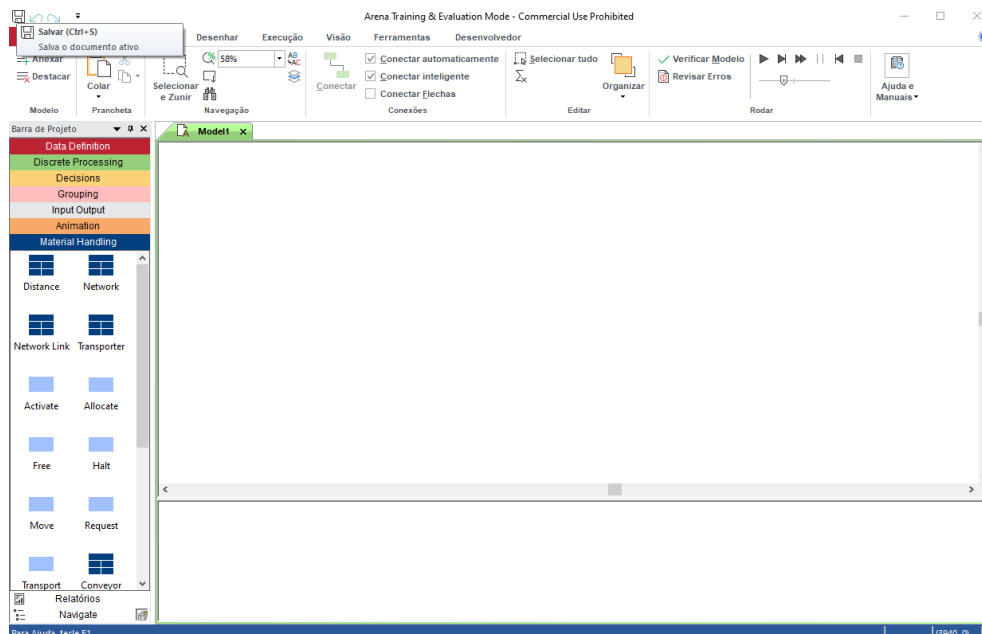 Arena Training & Evaluation Mode - Commercial Use Prohibited
Salvar (Ctrl+S)
Salva o documento ativo
Desenhar Execução Visão Ferramentas Desenvolvedor
Anexar
Destacar
Modelo
Colar
Prancheta
Selecionar
e Zunir
58%
Navegação
Conectar
Conectar automaticamente
Conectar inteligente
Conectar Flechas
Conexões
Selecionar tudo
Organizar
Editar
Verificar Modelo
Revisar Erros
Rodar
Ajuda e
Manuais
Barra de Projeto
Model1
Data Definition
Discrete Processing
Decisions
Grouping
Input Output
Animation
Material Handling
Distance Network
Network Link Transporter
Activate Allocate
Free Halt
Move Request
Transport Conveyor
Relatórios
Navigate
Para Ajuda, tecle F1
(3940, 0)